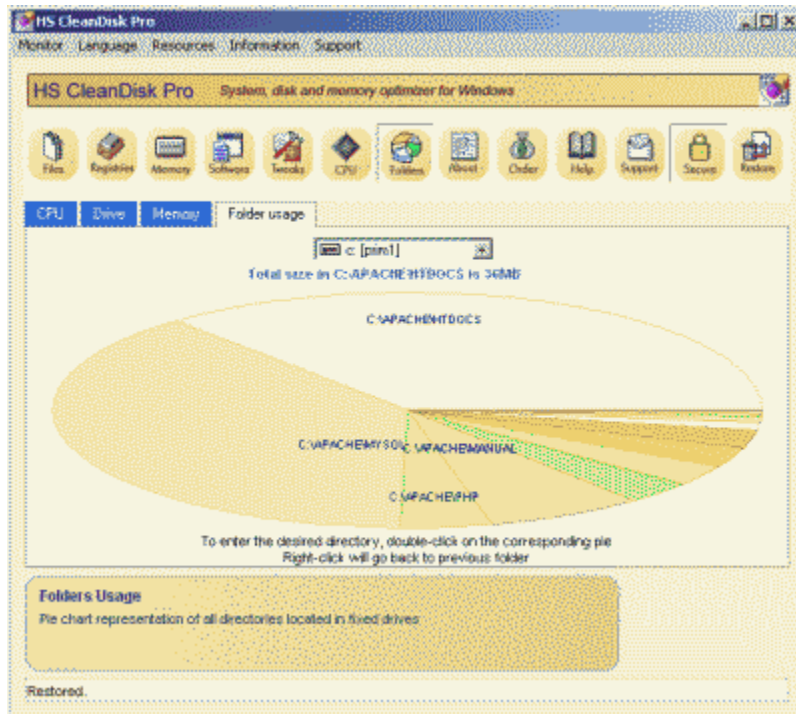 HS CleanDisk Pro
Monitor Language Resources Information Support
HS CleanDisk Pro System, disk and memory optimizer for Windows
Files Registries Memory Software Tweaks CPU Folders About Order Help Support Secure Restore
CPU Drive Memory Folder usage
c: [prim1]
Total size in C:\APACHE\HTDOCS is 36MB
C:\APACHE\HTDOCS
C:\APACHE\MYSQL C:\APACHE\MANUAL
C:\APACHE\PHP
To enter the desired directory, double-click on the corresponding pie
Right-click will go back to previous folder
Folders Usage
Pie chart representation of all directories located in fixed drives
Restored.